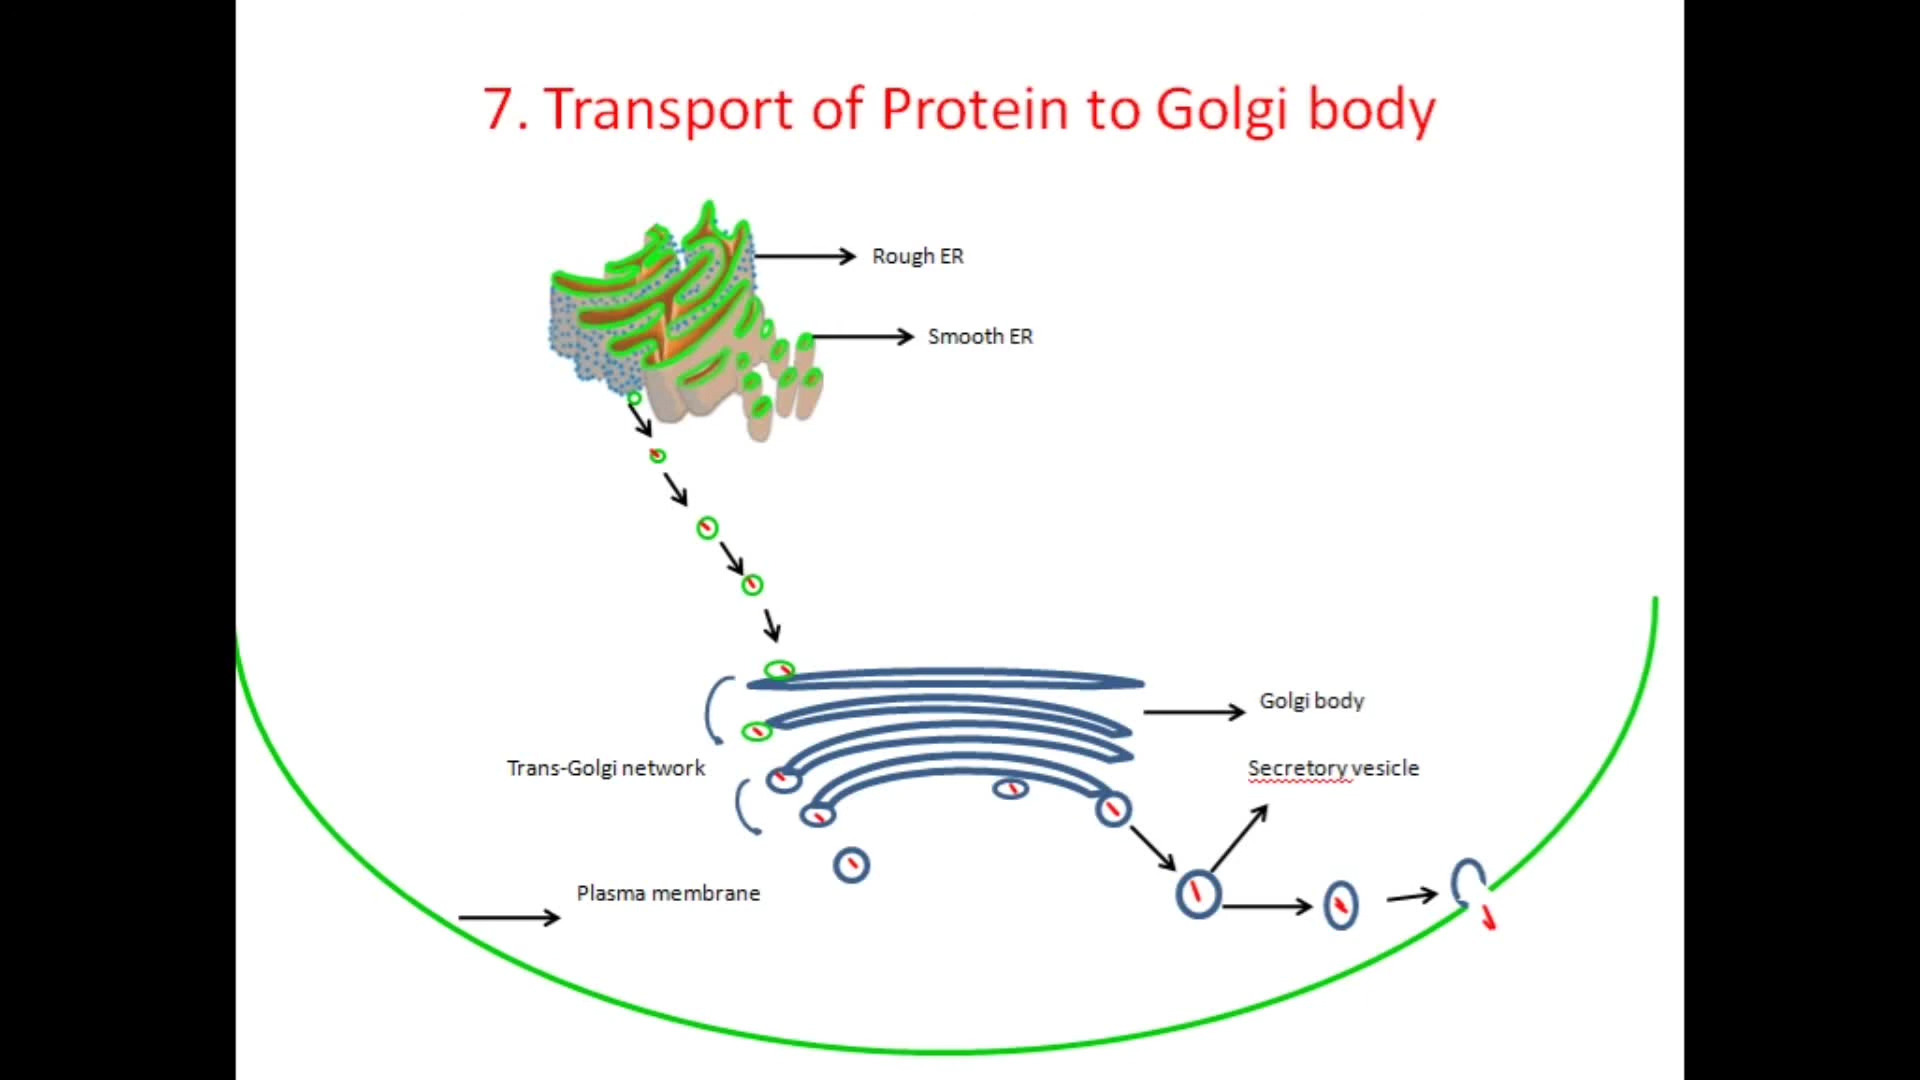 7. Transport of Protein to Golgi body
Rough ER
Smooth ER
Golgi body
Trans-Golgi network
Secretory vesicle
Plasma membrane